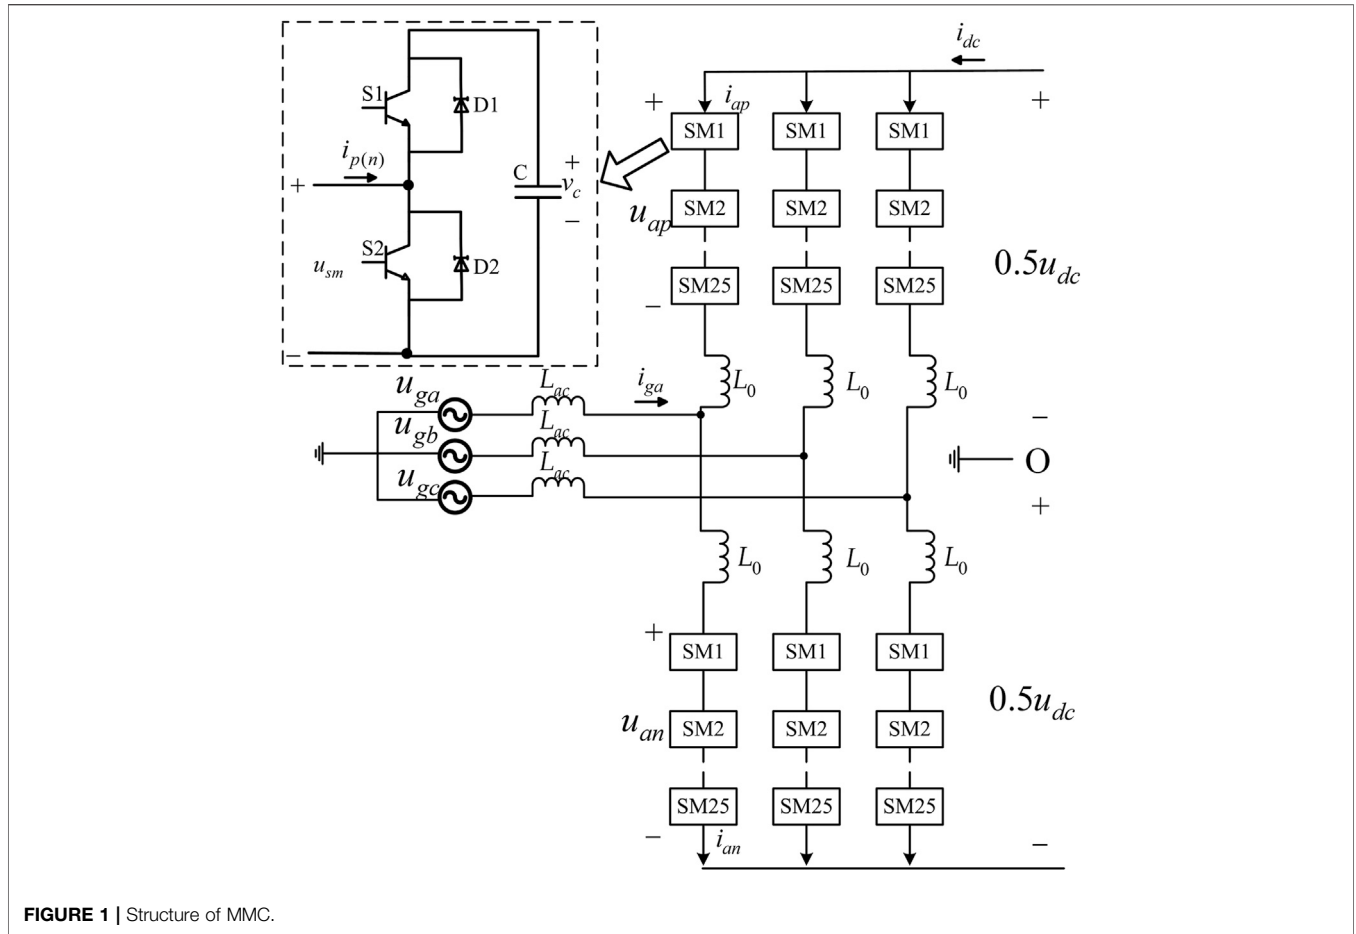 i_dc
S1
D1
+
i_ap
+
SM1
SM1
SM1
i_p(n)
+
C
+
v_c
−
u_ap
SM2
SM2
SM2
S2
D2
u_sm
0.5u_dc
−
SM25
SM25
SM25
−
L_0
L_0
L_0
u_ga
L_ac
i_ga
−
u_gb
L_ac
O
u_gc
L_ac
+
L_0
L_0
L_0
+
SM1
SM1
SM1
0.5u_dc
u_an
SM2
SM2
SM2
SM25
SM25
SM25
−
i_an
−
FIGURE 1 | Structure of MMC.